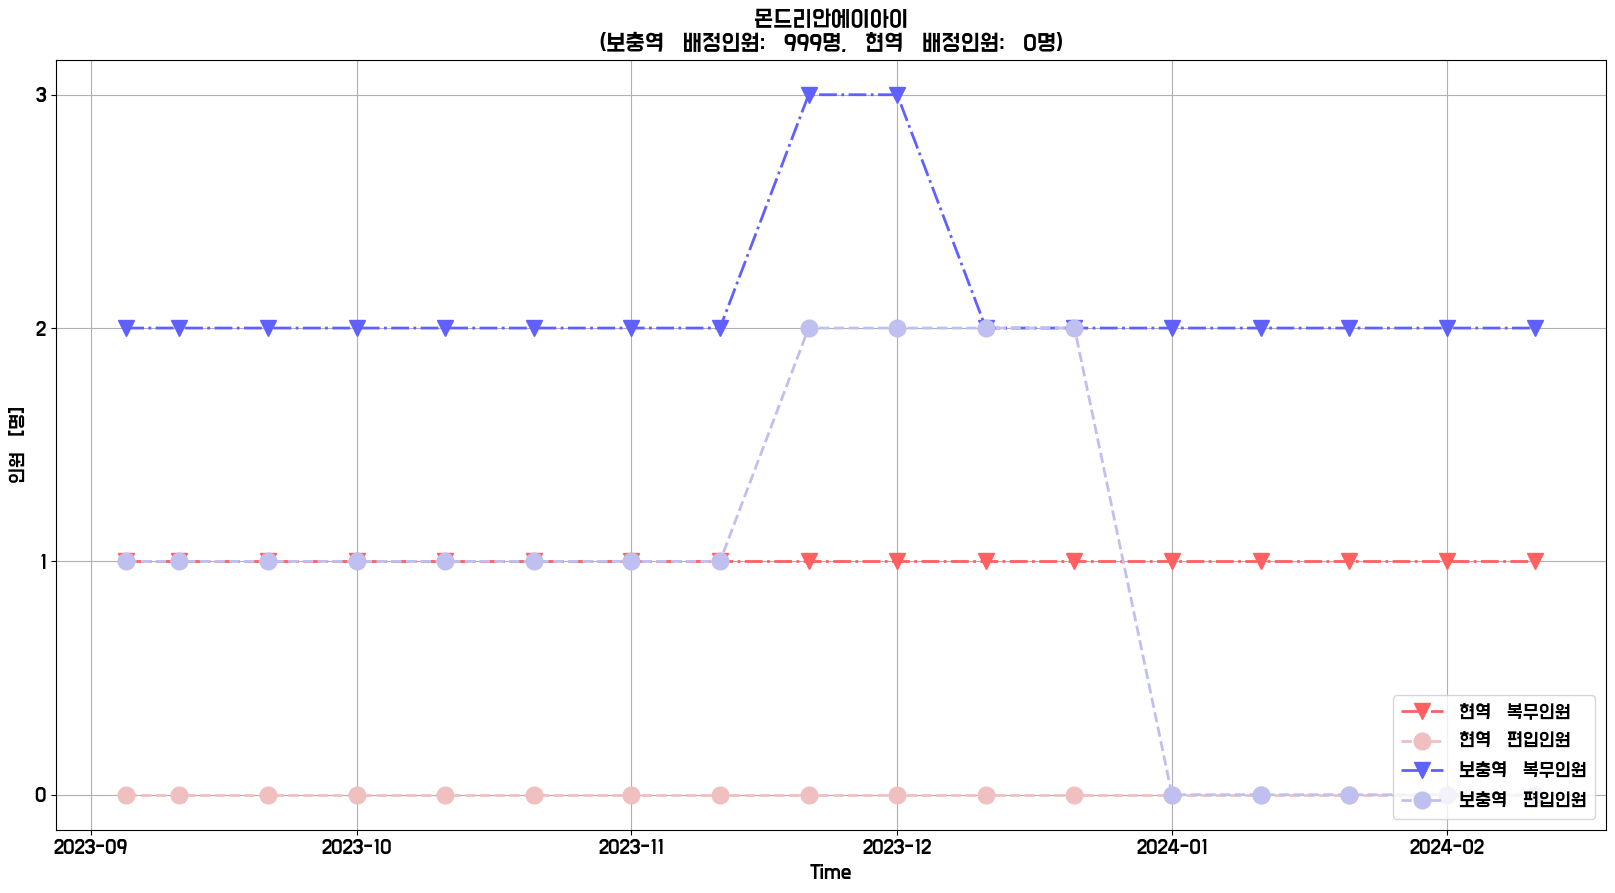 몬드리안에이아이
(보충역 배정인원: 999명, 현역 배정인원: 0명)
3
2
1
0
인원 [명]
2023-09
2023-10
2023-11
2023-12
2024-01
2024-02
Time
현역 복무인원
현역 편입인원
보충역 복무인원
보충역 편입인원